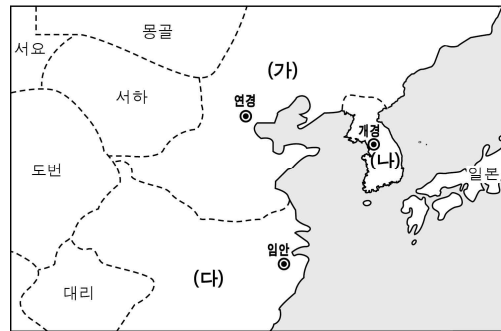 몽골
서요
(가)
서하
연경
개경
(나)
도번
일본
임안
(다)
대리